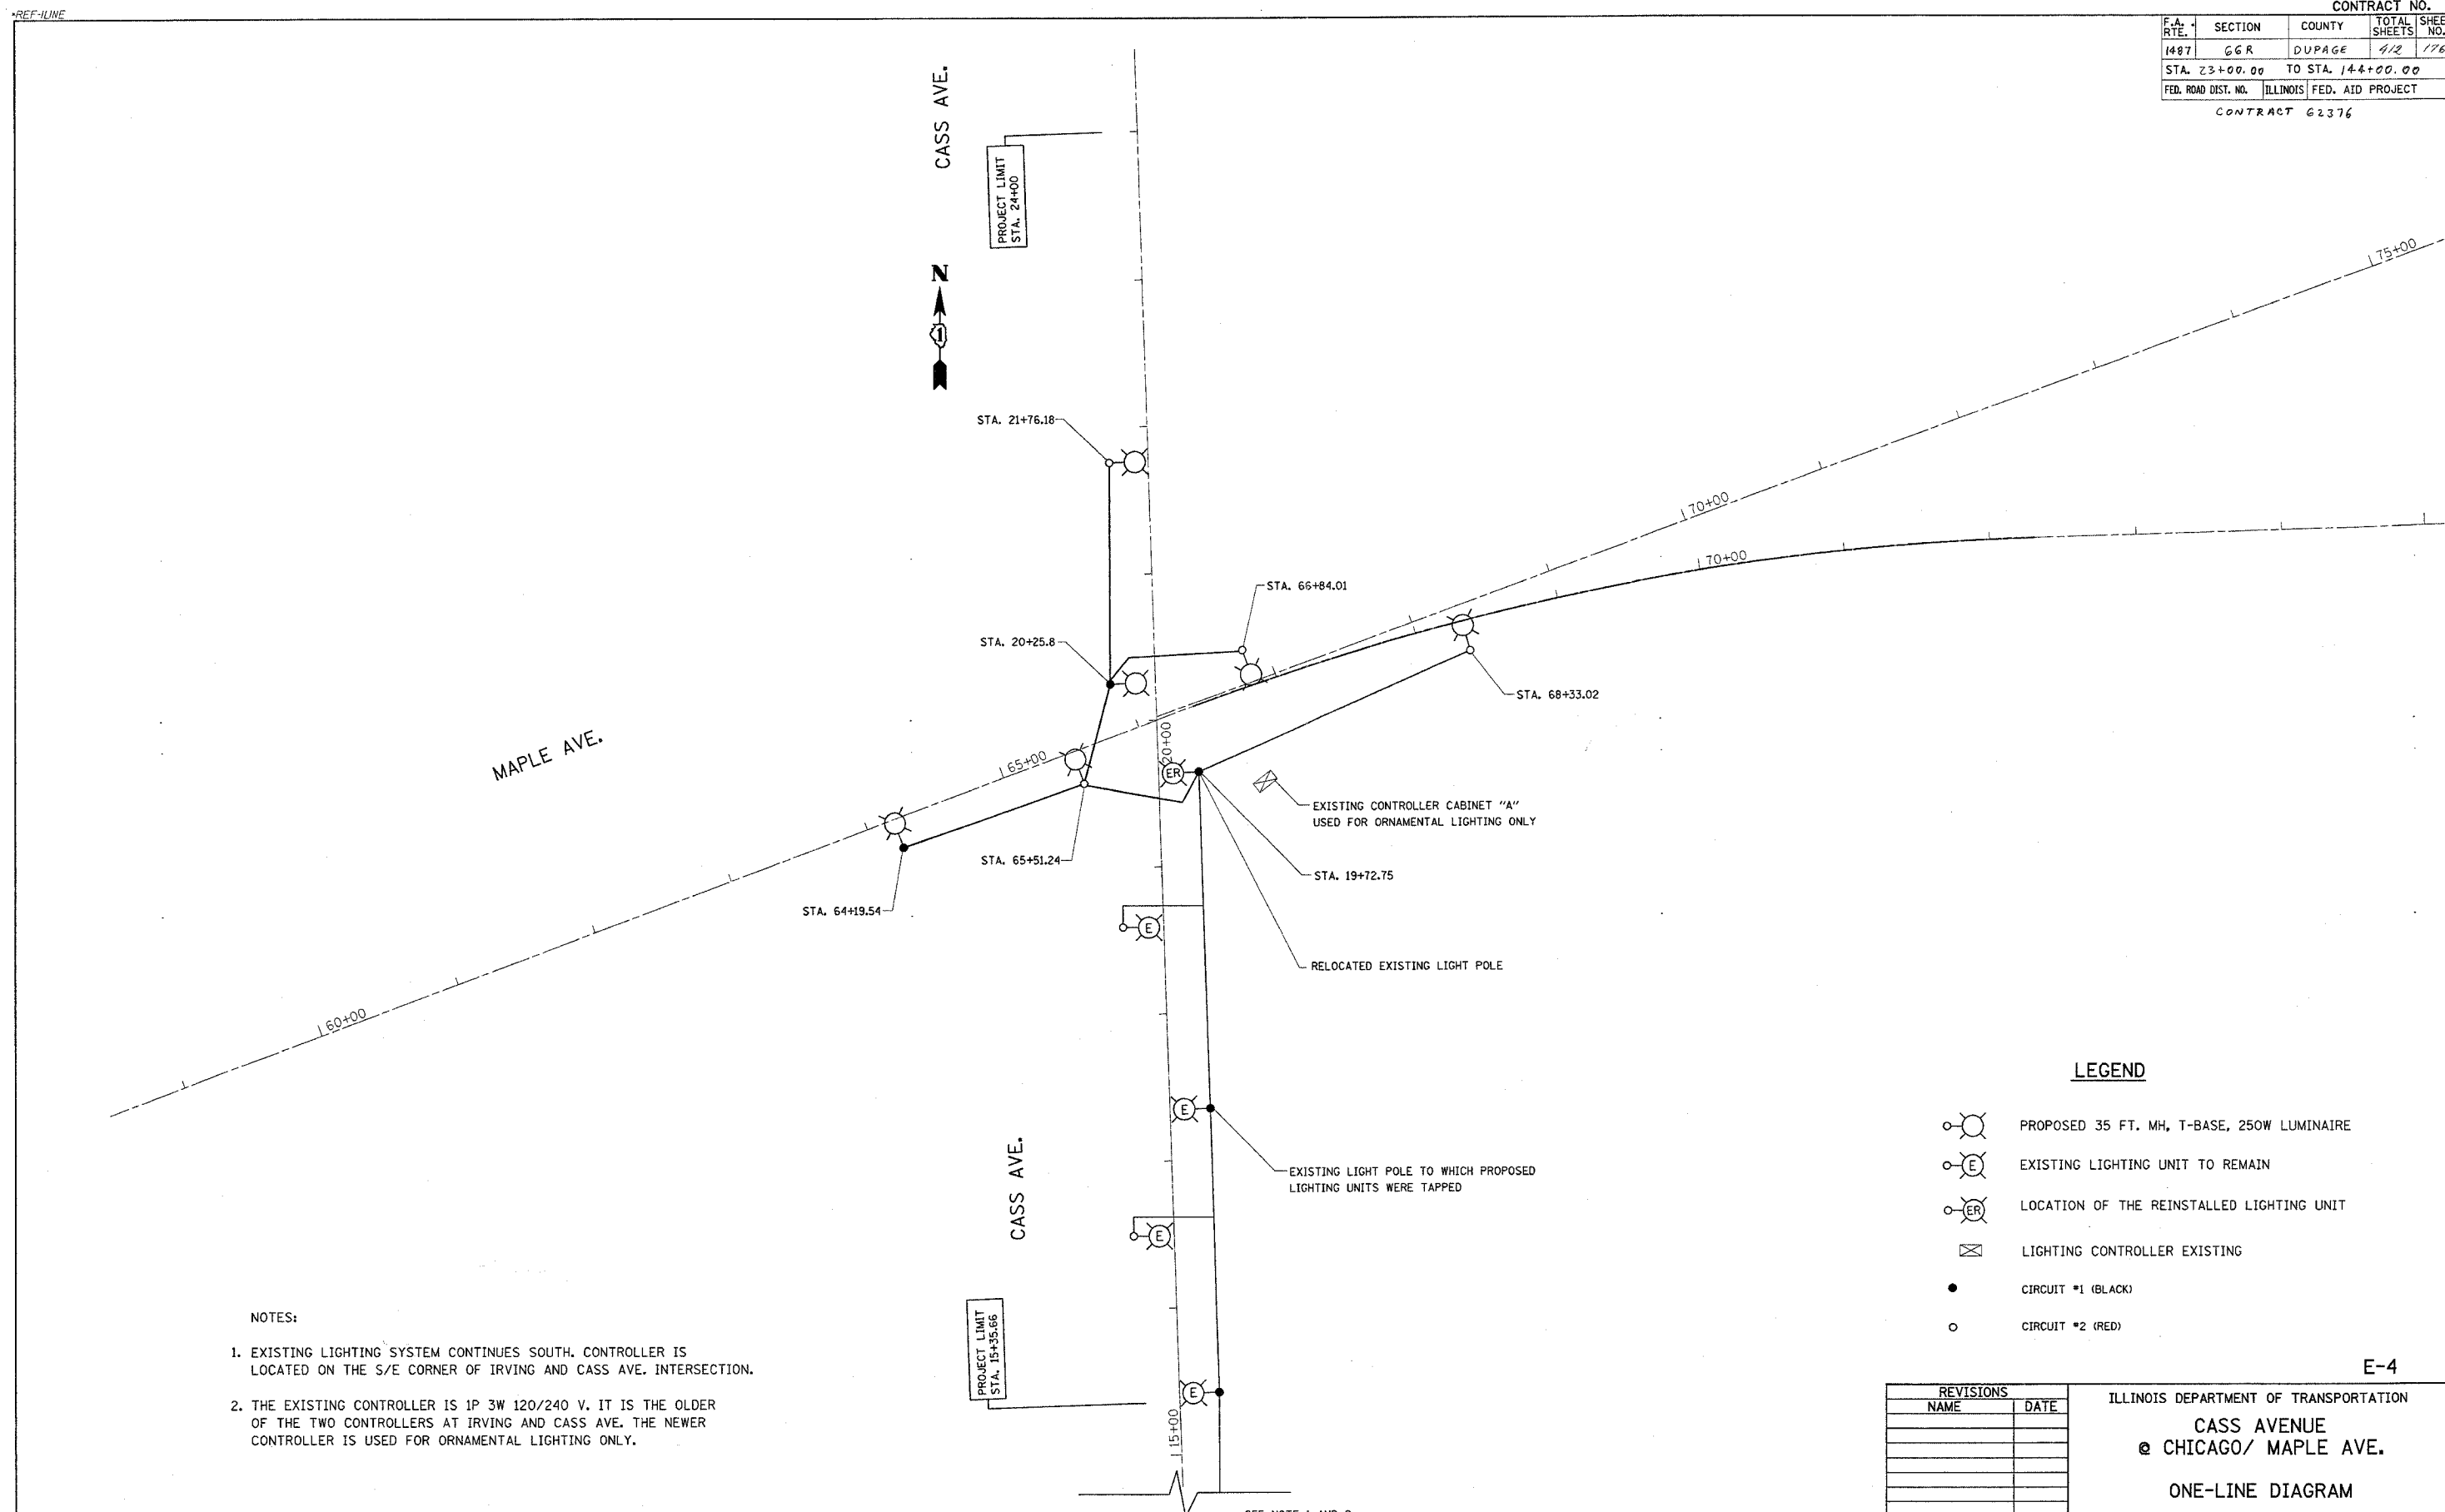 *REF-ILINE
CONTRACT NO.
F.A. RTE. SECTION COUNTY TOTAL SHEETS
1487 66R DUPAGE 412 176
STA. 23+00.00 TO STA. 144+00.00
FED. ROAD DIST. NO. ILLINOIS FED. AID PROJECT
CONTRACT 62376
CASS AVE.
PROJECT LIMIT
STA. 24+00
N
1
75+00
STA. 21+76.18
70+00
70+00
STA. 66+84.01
STA. 20+25.8
STA. 68+33.02
MAPLE AVE.
20+00
65+00
ER
EXISTING CONTROLLER CABINET "A"
USED FOR ORNAMENTAL LIGHTING ONLY
STA. 65+51.24
STA. 19+72.75
STA. 64+19.54
E
RELOCATED EXISTING LIGHT POLE
60+00
E
EXISTING LIGHT POLE TO WHICH PROPOSED
LIGHTING UNITS WERE TAPPED
CASS AVE.
E
PROJECT LIMIT
STA. 15+35.66
E
15+00
LEGEND
PROPOSED 35 FT. MH, T-BASE, 250W LUMINAIRE
E EXISTING LIGHTING UNIT TO REMAIN
ER LOCATION OF THE REINSTALLED LIGHTING UNIT
LIGHTING CONTROLLER EXISTING
CIRCUIT #1 (BLACK)
CIRCUIT #2 (RED)
NOTES:
1. EXISTING LIGHTING SYSTEM CONTINUES SOUTH. CONTROLLER IS
LOCATED ON THE S/E CORNER OF IRVING AND CASS AVE. INTERSECTION.
2. THE EXISTING CONTROLLER IS 1P 3W 120/240 V. IT IS THE OLDER
OF THE TWO CONTROLLERS AT IRVING AND CASS AVE. THE NEWER
CONTROLLER IS USED FOR ORNAMENTAL LIGHTING ONLY.
E-4
REVISIONS
NAME DATE
ILLINOIS DEPARTMENT OF TRANSPORTATION
CASS AVENUE
@ CHICAGO/ MAPLE AVE.
ONE-LINE DIAGRAM